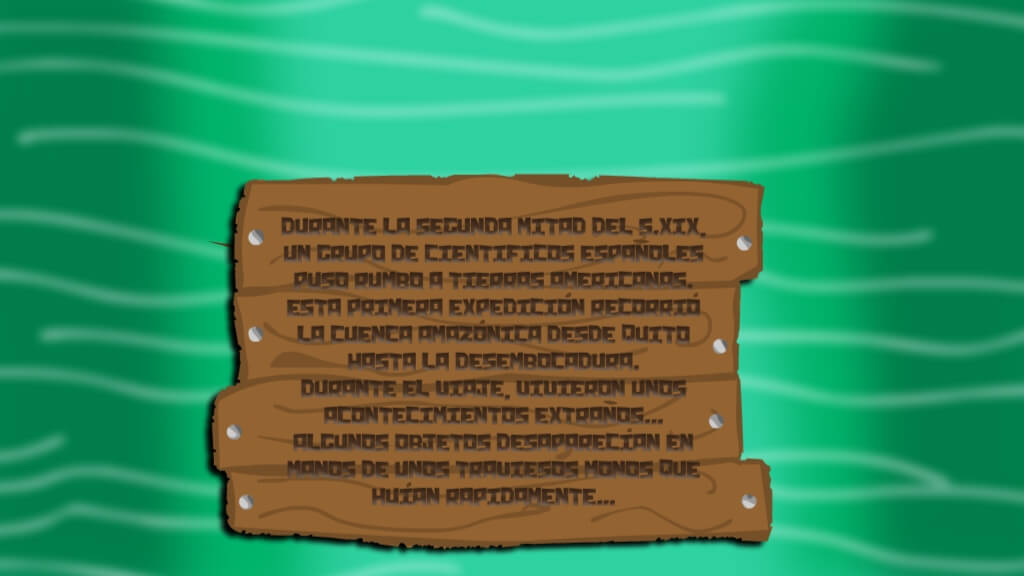 DURANTE LA SEGUNDA MITAD DEL S.XIX,
UN GRUPO DE CIENTIFICOS ESPAÑOLES
PUSO RUMBO A TIERRAS AMERICANAS.
ESTA PRIMERA EXPEDICIÓN RECORRIÓ
LA CUENCA AMAZÓNICA DESDE QUITO
HASTA LA DESEMBOCADURA.
DURANTE EL VIAJE, VIVIERON UNOS
ACONTECIMIENTOS EXTRAÑOS...
ALGUNOS OBJETOS DESAPARECÍAN EN
MANOS DE UNOS TRAVIESOS MONOS QUE
HUÍAN RAPIDAMENTE...